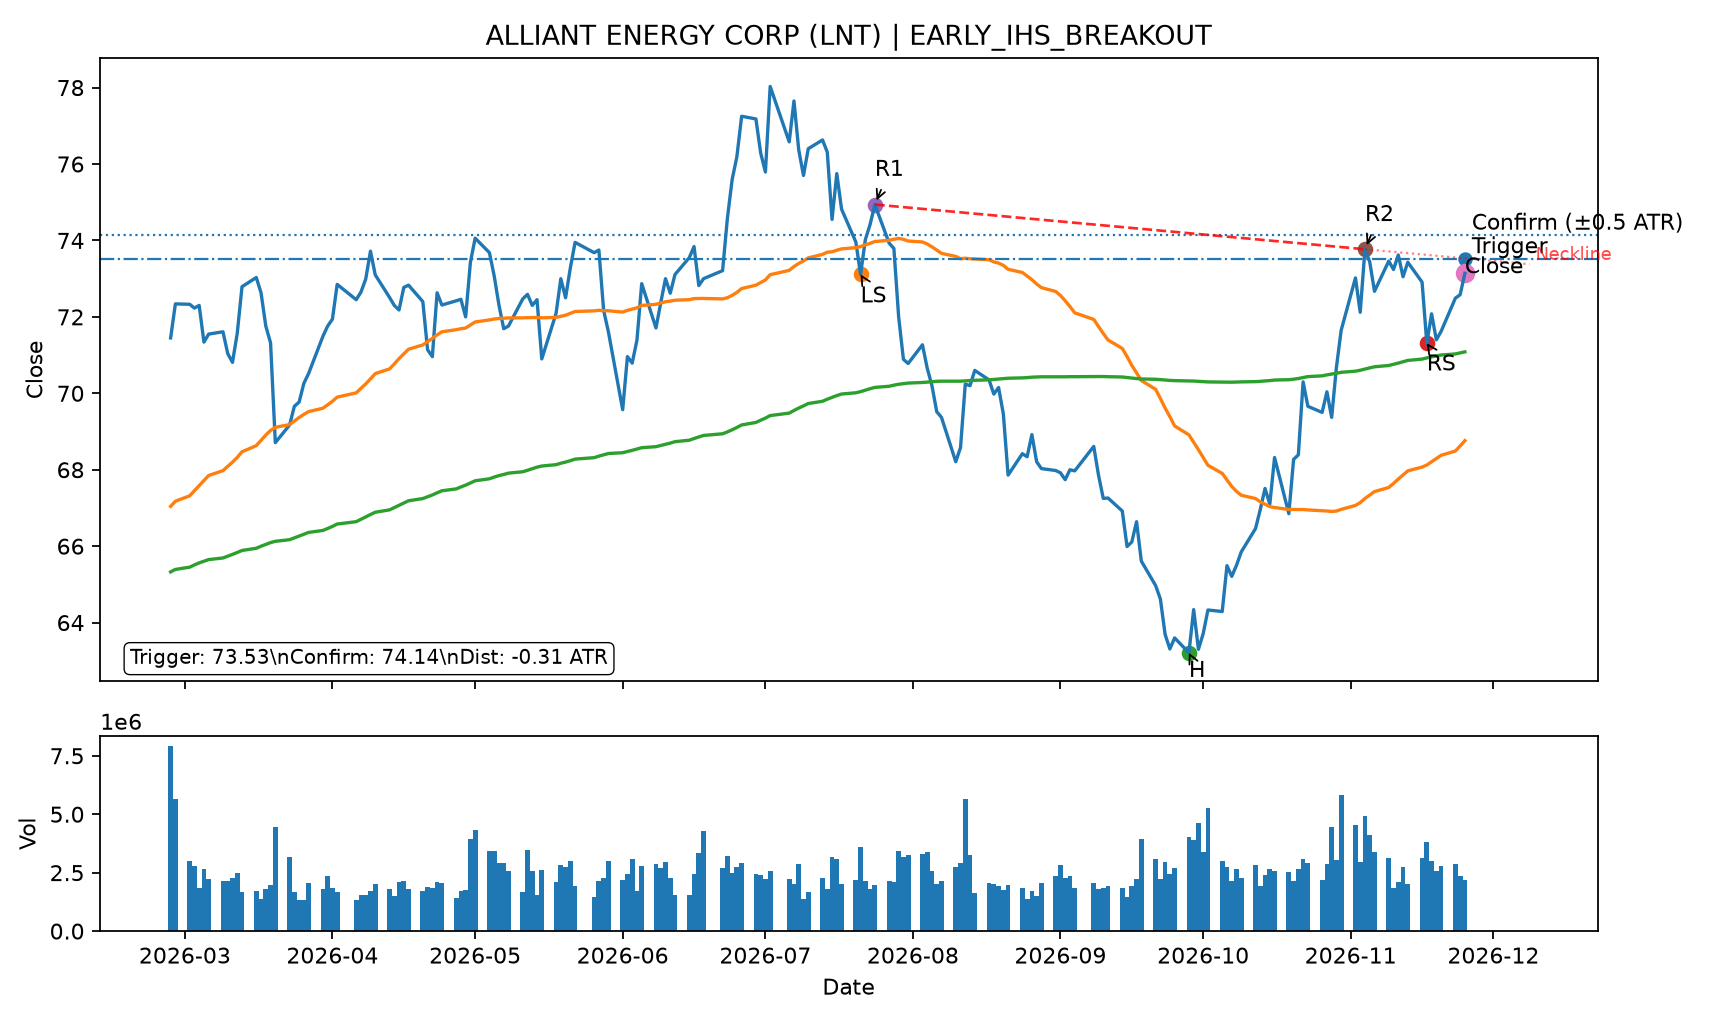 ALLIANT ENERGY CORP (LNT) | EARLY_IHS_BREAKOUT
Close
78
76
74
72
70
68
66
64
R1
R2
LS
H
RS
Confirm (±0.5 ATR)
Trigger
Neckline
Close
Trigger: 73.53\nConfirm: 74.14\nDist: -0.31 ATR
1e6
Vol
7.5
5.0
2.5
0.0
2026-03 2026-04 2026-05 2026-06 2026-07 2026-08 2026-09 2026-10 2026-11 2026-12
Date